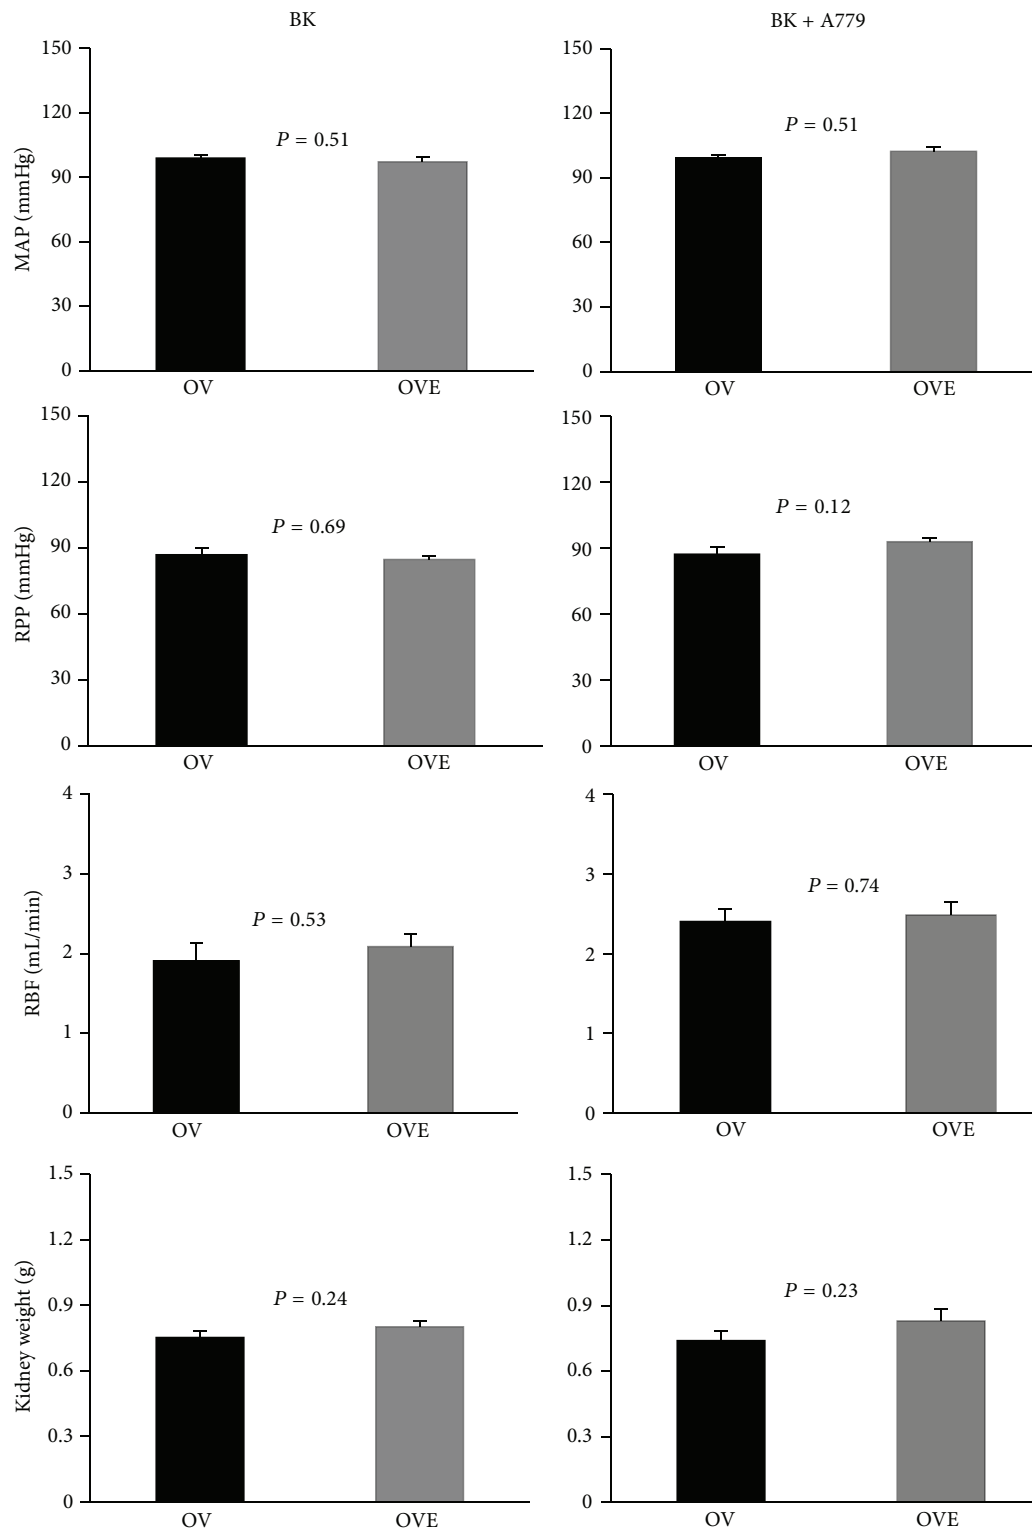 BK
BK + A779
150
120
90
60
30
0
MAP (mmHg)
P = 0.51
OV
OVE
150
120
90
60
30
0
P = 0.51
OV
OVE
150
120
90
60
30
0
RPP (mmHg)
P = 0.69
OV
OVE
150
120
90
60
30
0
P = 0.12
OV
OVE
4
3
2
1
0
RBF (mL/min)
P = 0.53
OV
OVE
4
3
2
1
0
P = 0.74
OV
OVE
1.5
1.2
0.9
0.6
0.3
0
Kidney weight (g)
P = 0.24
OV
OVE
1.5
1.2
0.9
0.6
0.3
0
P = 0.23
OV
OVE